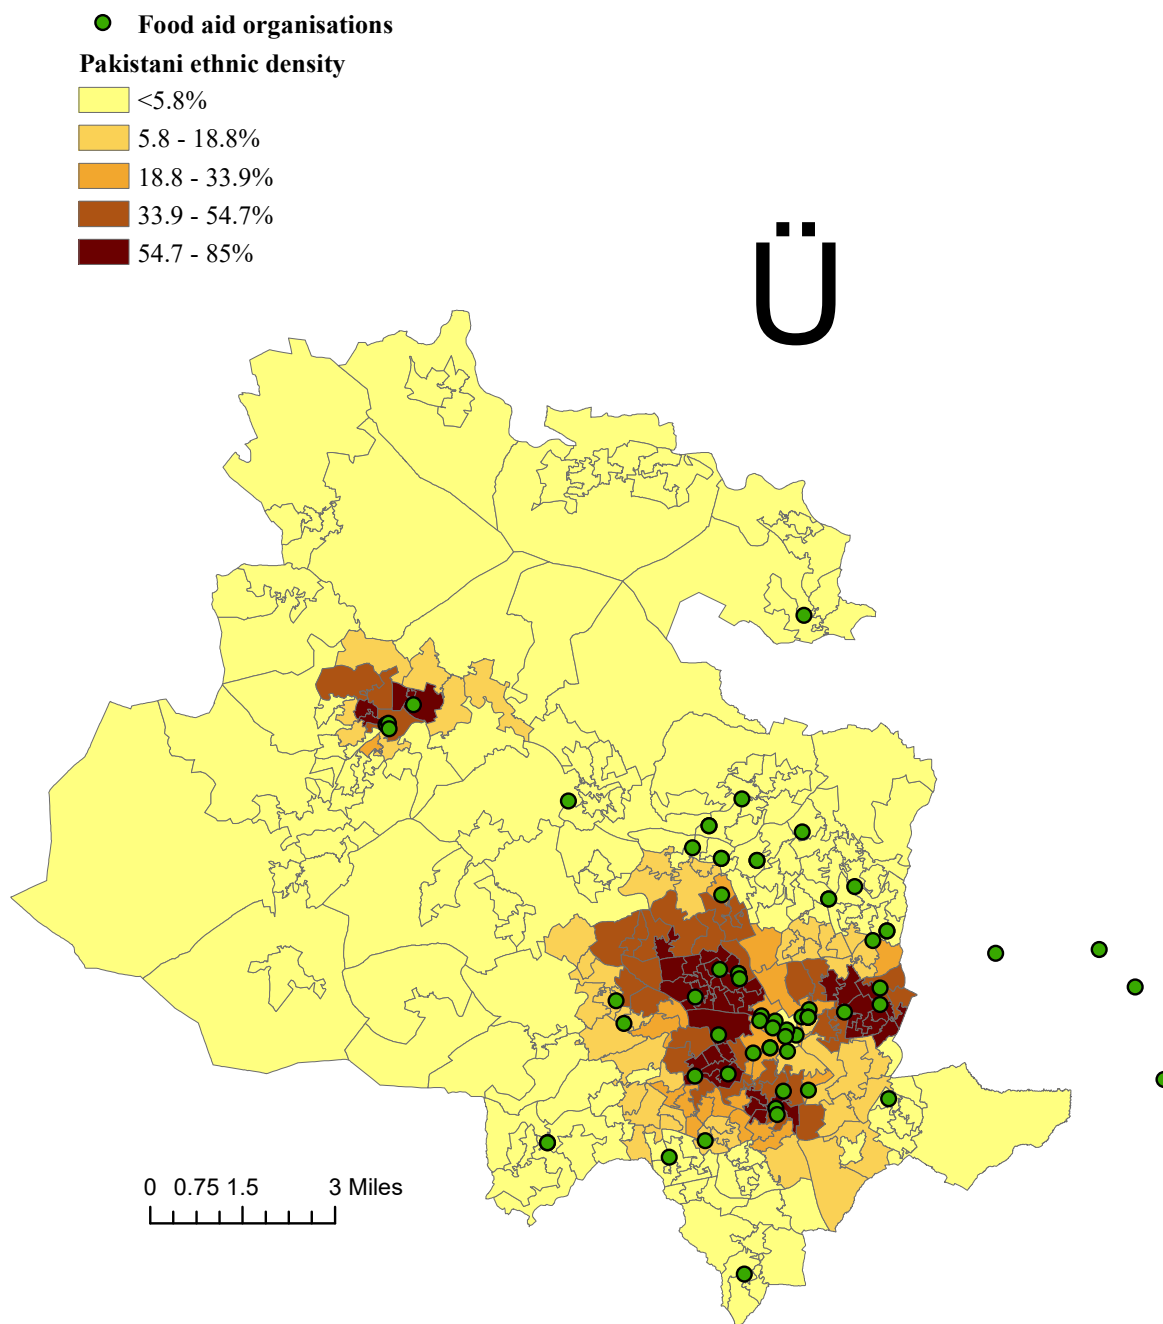 Food aid organisations
Pakistani ethnic density
<5.8%
5.8 - 18.8%
18.8 - 33.9%
33.9 - 54.7%
54.7 - 85%
Ü
0 0.75 1.5 3 Miles